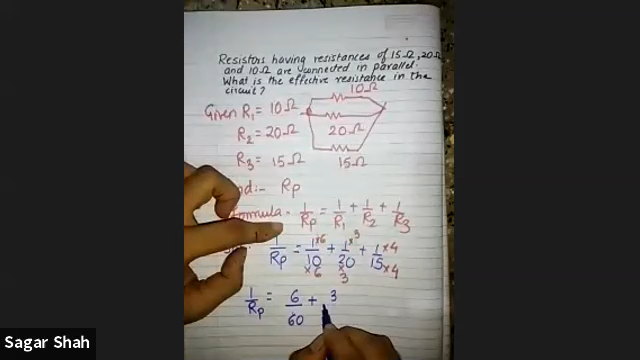 Resistors having resistances of 15Ω, 20Ω
and 10Ω are connected in parallel.
What is the effective resistance in the
circuit?
10Ω
Given R₁ = 10Ω
R₂ = 20Ω
20Ω
R₃ = 15Ω
15Ω
Rp
Formula - 1/Rp = 1/R₁ + 1/R₂ + 1/R₃
1/Rp = 1×6/10×6 + 1×3/20×3 + 1×4/15×4
1/Rp = 6/60 + 3
Sagar Shah